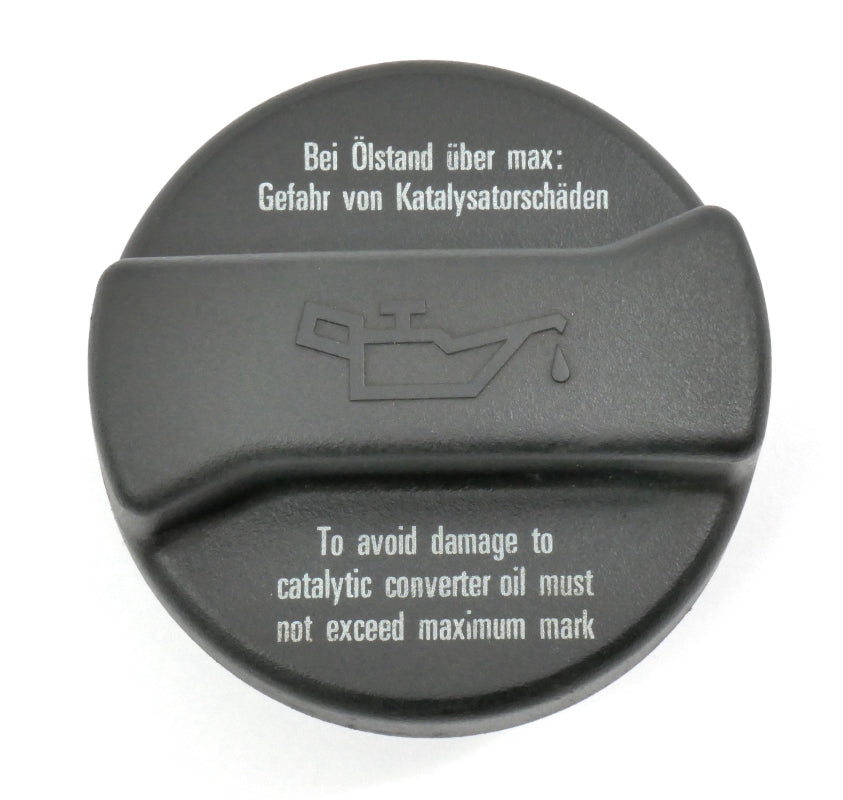 Bei Ölstand über max:
Gefahr von Katalysatorschäden
To avoid damage to
catalytic converter oil must
not exceed maximum mark